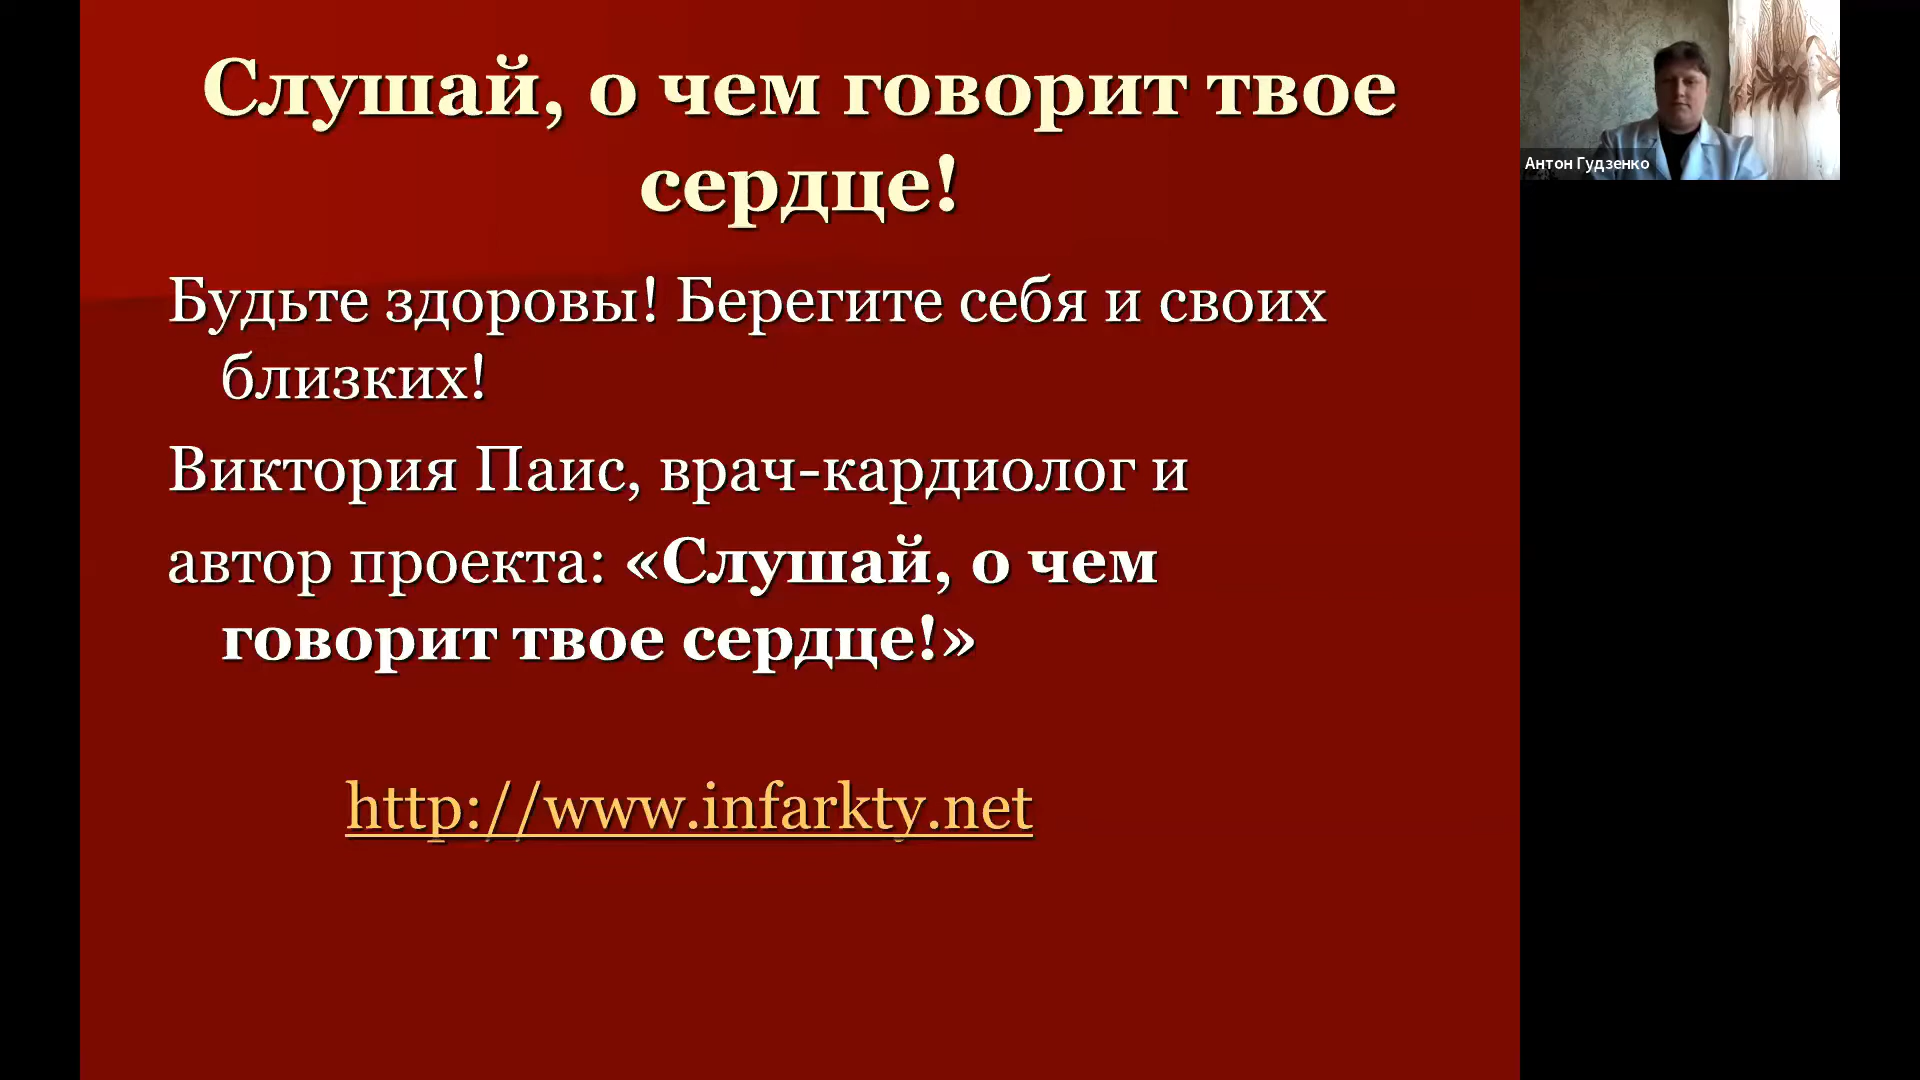 Слушай, о чем говорит твое
сердце!
Будьте здоровы! Берегите себя и своих
близких!
Виктория Паис, врач-кардиолог и
автор проекта: «Слушай, о чем
говорит твое сердце!»
http://www.infarkty.net
Антон Гудзенко